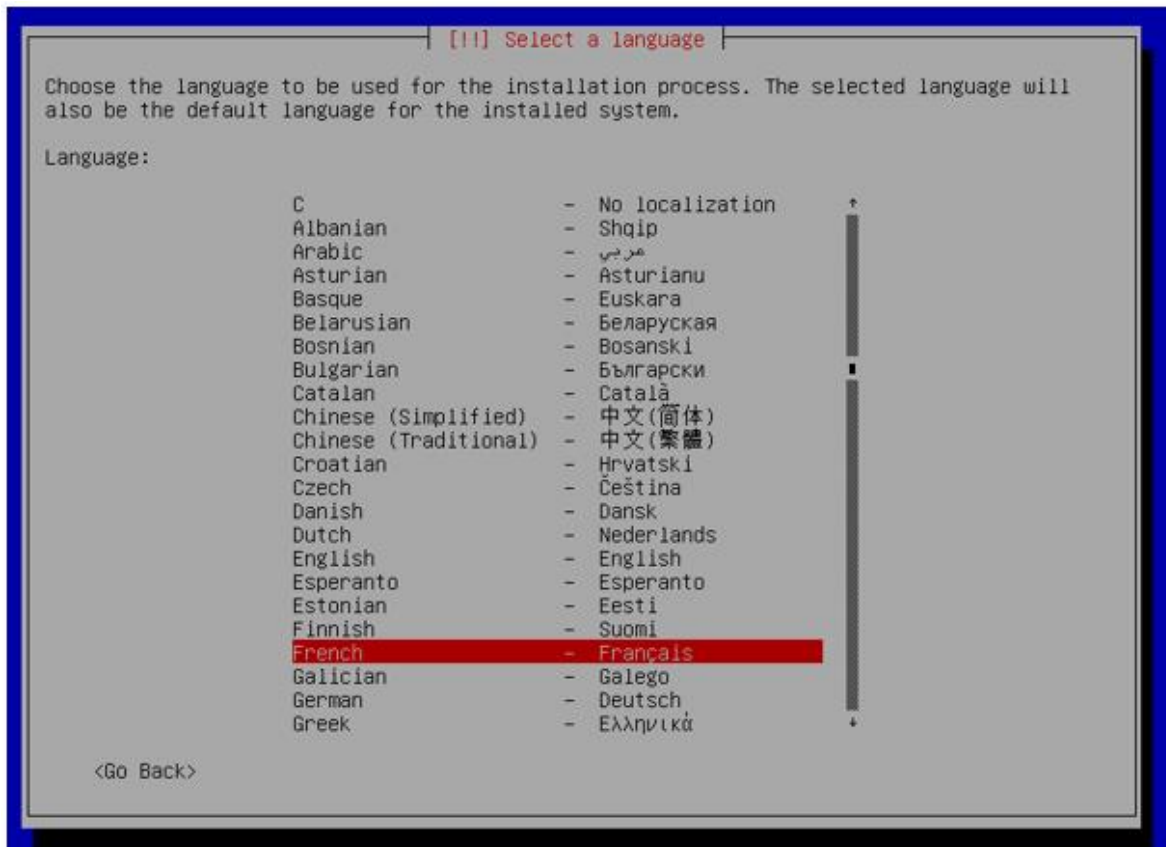 [!!] Select a language
Choose the language to be used for the installation process. The selected language will
also be the default language for the installed system.
Language:
C - No localization
Albanian - Shqip
Arabic - عربي
Asturian - Asturianu
Basque - Euskara
Belarusian - Беларуская
Bosnian - Bosanski
Bulgarian - Български
Catalan - Català
Chinese (Simplified) - 中文(简体)
Chinese (Traditional) - 中文(繁體)
Croatian - Hrvatski
Czech - Čeština
Danish - Dansk
Dutch - Nederlands
English - English
Esperanto - Esperanto
Estonian - Eesti
Finnish - Suomi
French - Français
Galician - Galego
German - Deutsch
Greek - Ελληνικά
<Go Back>